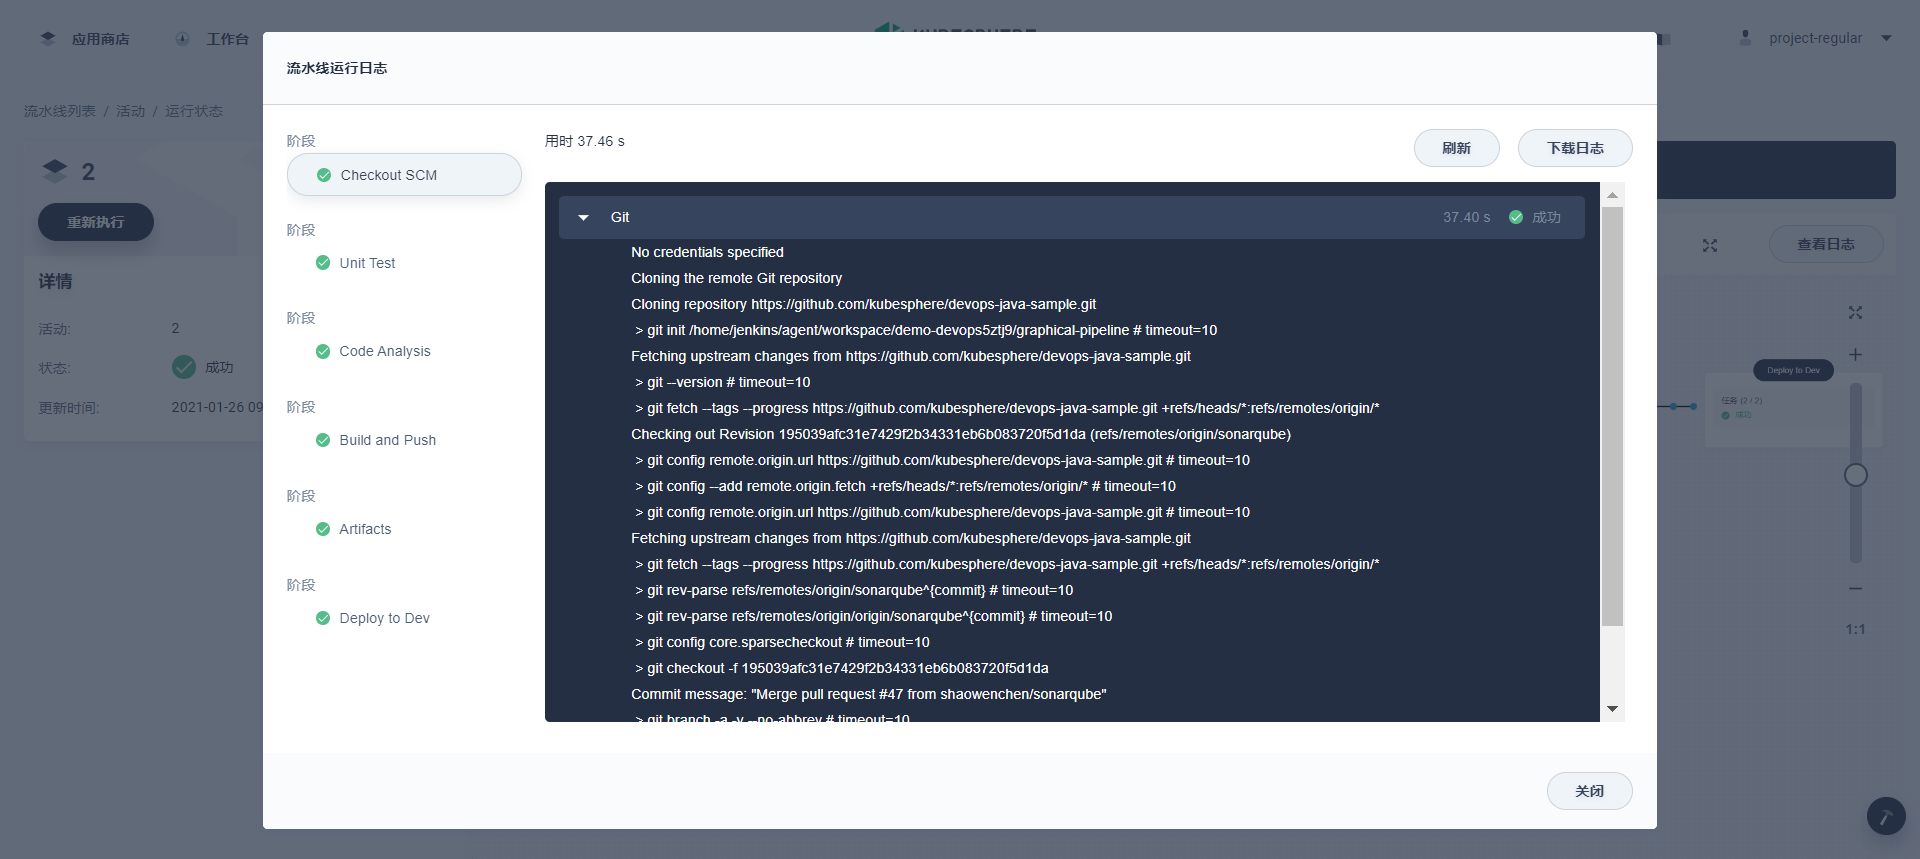 应用商店
工作台
project-regular
流水线列表 / 活动 / 运行状态
2
重新执行
详情
活动: 2
状态: 成功
更新时间: 2021-01-26 09
流水线运行日志
阶段
Checkout SCM
阶段
Unit Test
阶段
Code Analysis
阶段
Build and Push
阶段
Artifacts
阶段
Deploy to Dev
用时 37.46 s
刷新
下载日志
Git 37.40 s 成功
No credentials specified
Cloning the remote Git repository
Cloning repository https://github.com/kubesphere/devops-java-sample.git
> git init /home/jenkins/agent/workspace/demo-devops5ztj9/graphical-pipeline # timeout=10
Fetching upstream changes from https://github.com/kubesphere/devops-java-sample.git
> git --version # timeout=10
> git fetch --tags --progress https://github.com/kubesphere/devops-java-sample.git +refs/heads/*:refs/remotes/origin/*
Checking out Revision 195039afc31e7429f2b34331eb6b083720f5d1da (refs/remotes/origin/sonarqube)
> git config remote.origin.url https://github.com/kubesphere/devops-java-sample.git # timeout=10
> git config --add remote.origin.fetch +refs/heads/*:refs/remotes/origin/* # timeout=10
> git config remote.origin.url https://github.com/kubesphere/devops-java-sample.git # timeout=10
Fetching upstream changes from https://github.com/kubesphere/devops-java-sample.git
> git fetch --tags --progress https://github.com/kubesphere/devops-java-sample.git +refs/heads/*:refs/remotes/origin/*
> git rev-parse refs/remotes/origin/sonarqube^{commit} # timeout=10
> git rev-parse refs/remotes/origin/origin/sonarqube^{commit} # timeout=10
> git config core.sparsecheckout # timeout=10
> git checkout -f 195039afc31e7429f2b34331eb6b083720f5d1da
Commit message: "Merge pull request #47 from shaowenchen/sonarqube"
> git branch -a -v --no-abbrev # timeout=10
关闭
查看日志
Deploy to Dev
任务 (2 / 2)
成功
1:1